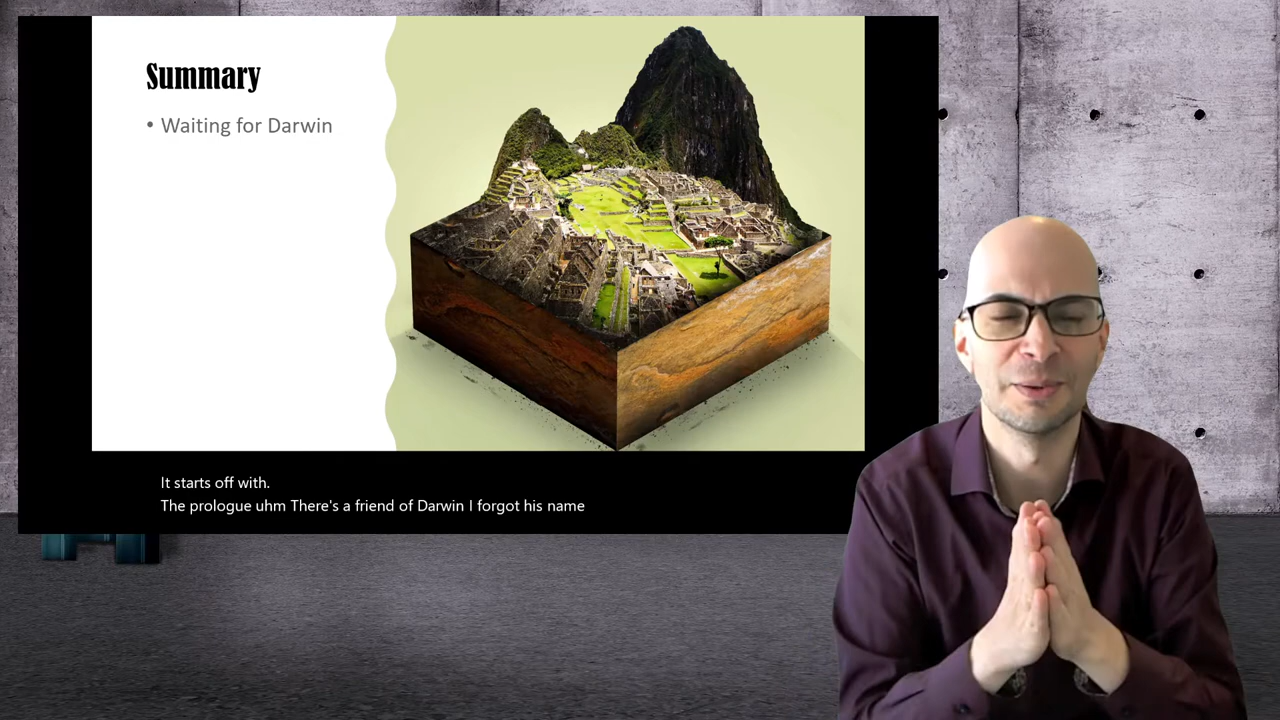 Summary
• Waiting for Darwin
It starts off with.
The prologue uhm There's a friend of Darwin I forgot his name